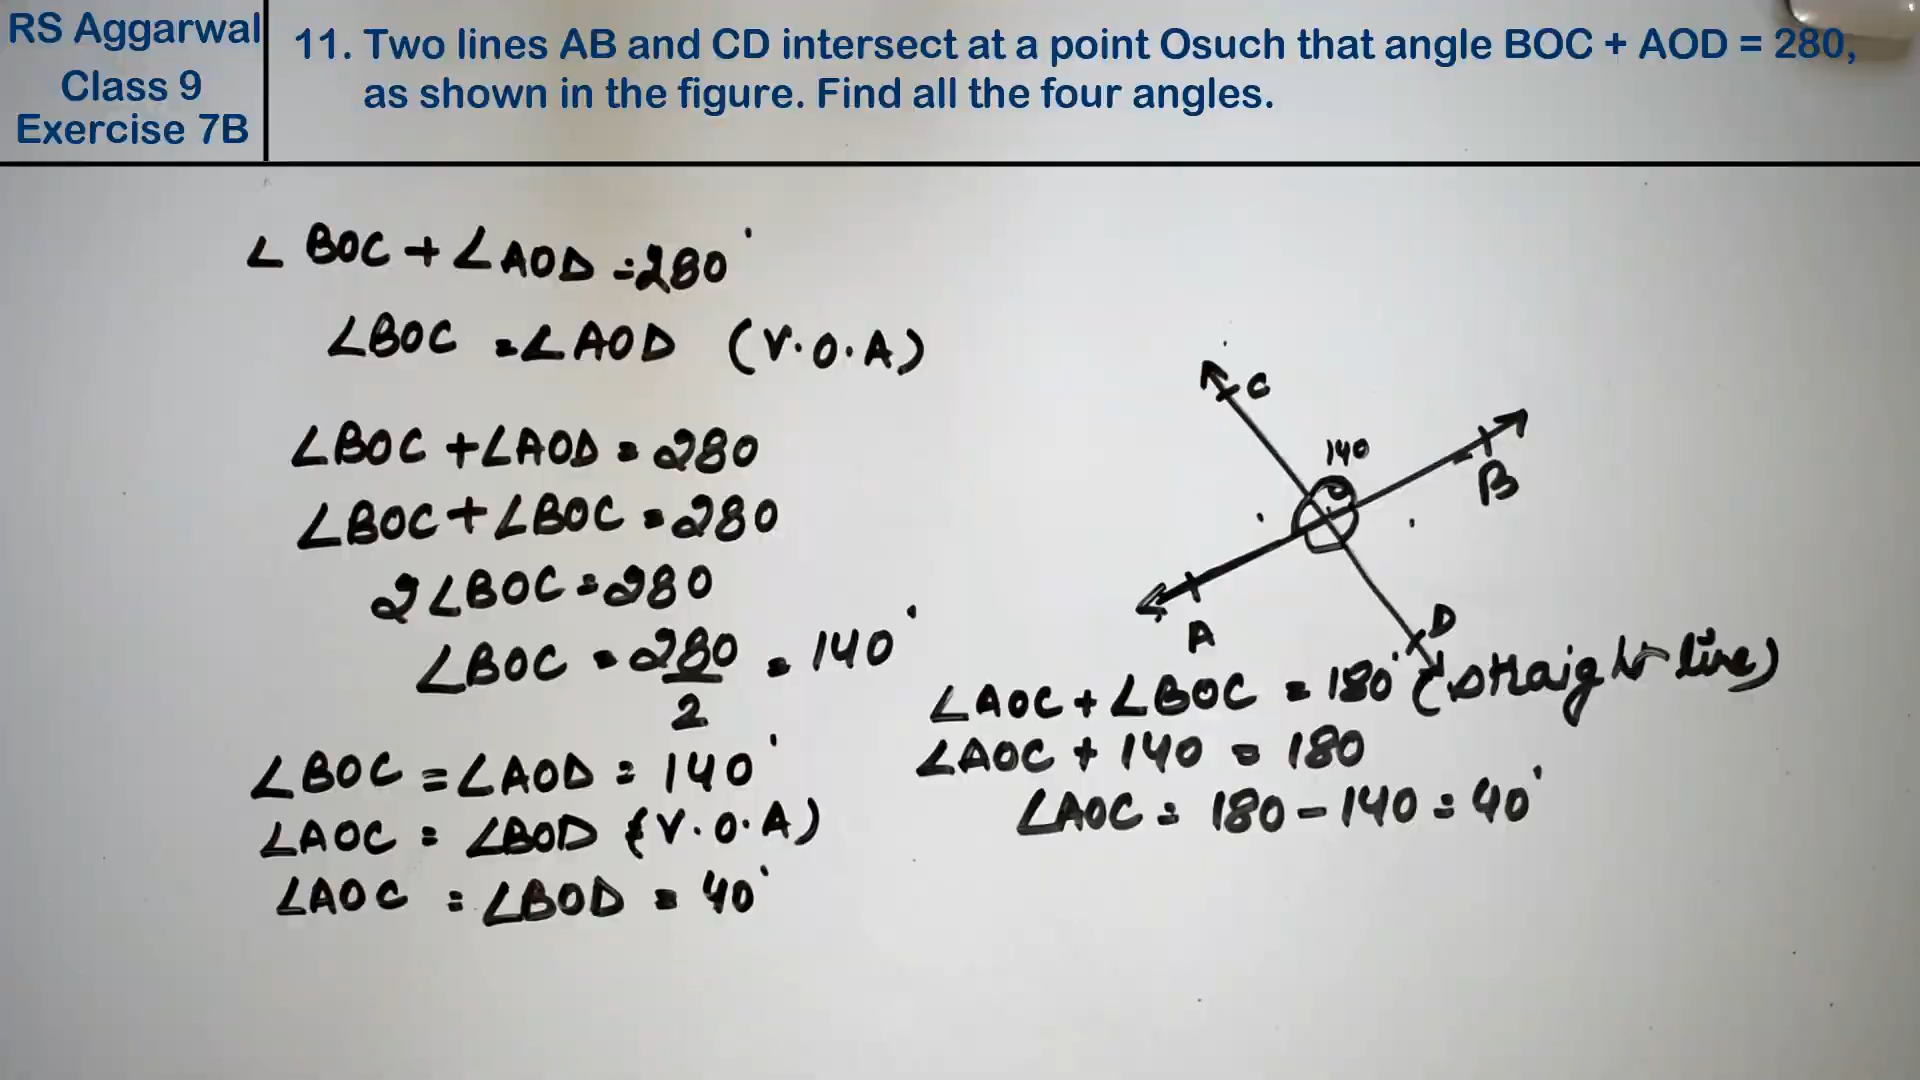 RS Aggarwal
Class 9
Exercise 7B
11. Two lines AB and CD intersect at a point Osuch that angle BOC + AOD = 280,
as shown in the figure. Find all the four angles.
∠BOC + ∠AOD = 280°
∠BOC = ∠AOD (V.O.A)
∠BOC + ∠AOD = 280
∠BOC + ∠BOC = 280
2∠BOC = 280
∠BOC = 280/2 = 140°
∠BOC = ∠AOD = 140°
∠AOC = ∠BOD (V.O.A)
∠AOC = ∠BOD = 40°
C
140
B
O
A
D
∠AOC + ∠BOC = 180° (straight line)
∠AOC + 140 = 180
∠AOC = 180 - 140 = 40°